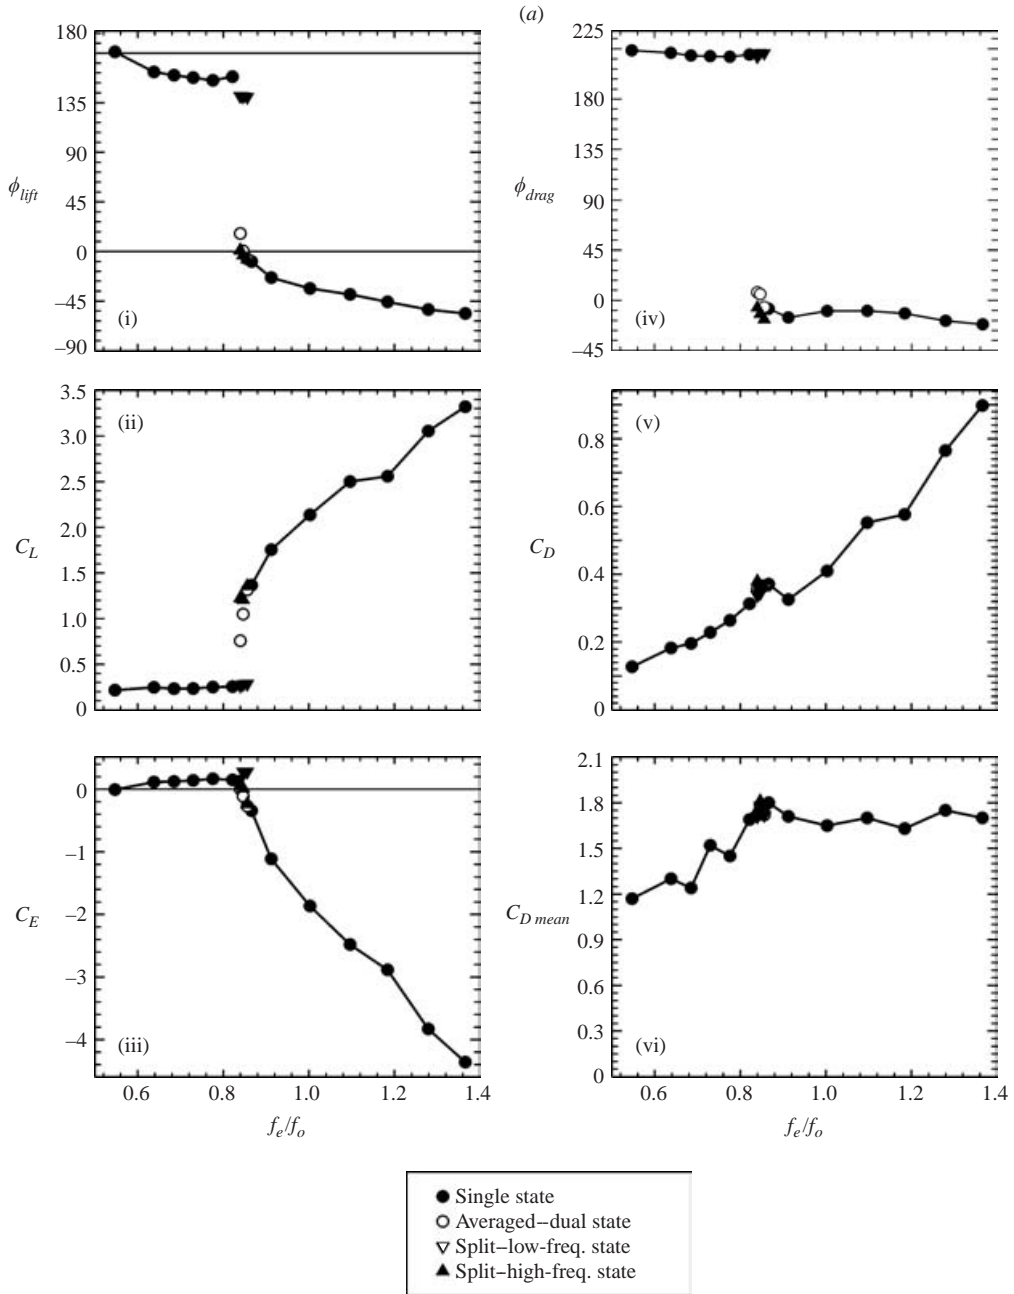 (a)
180
135
90
45
0
–45
–90
ϕlift
(i)
225
180
135
90
45
0
–45
ϕdrag
(iv)
3.5
3.0
2.5
2.0
1.5
1.0
0.5
0
CL
(ii)
0.8
0.6
0.4
0.2
0
CD
(v)
0
–1
–2
–3
–4
CE
(iii)
0.6 0.8 1.0 1.2 1.4
fe/fo
2.1
1.8
1.5
1.2
0.9
0.6
0.3
0
CD mean
(vi)
0.6 0.8 1.0 1.2 1.4
fe/fo
Single state
Averaged–dual state
Split–low-freq. state
Split–high-freq. state